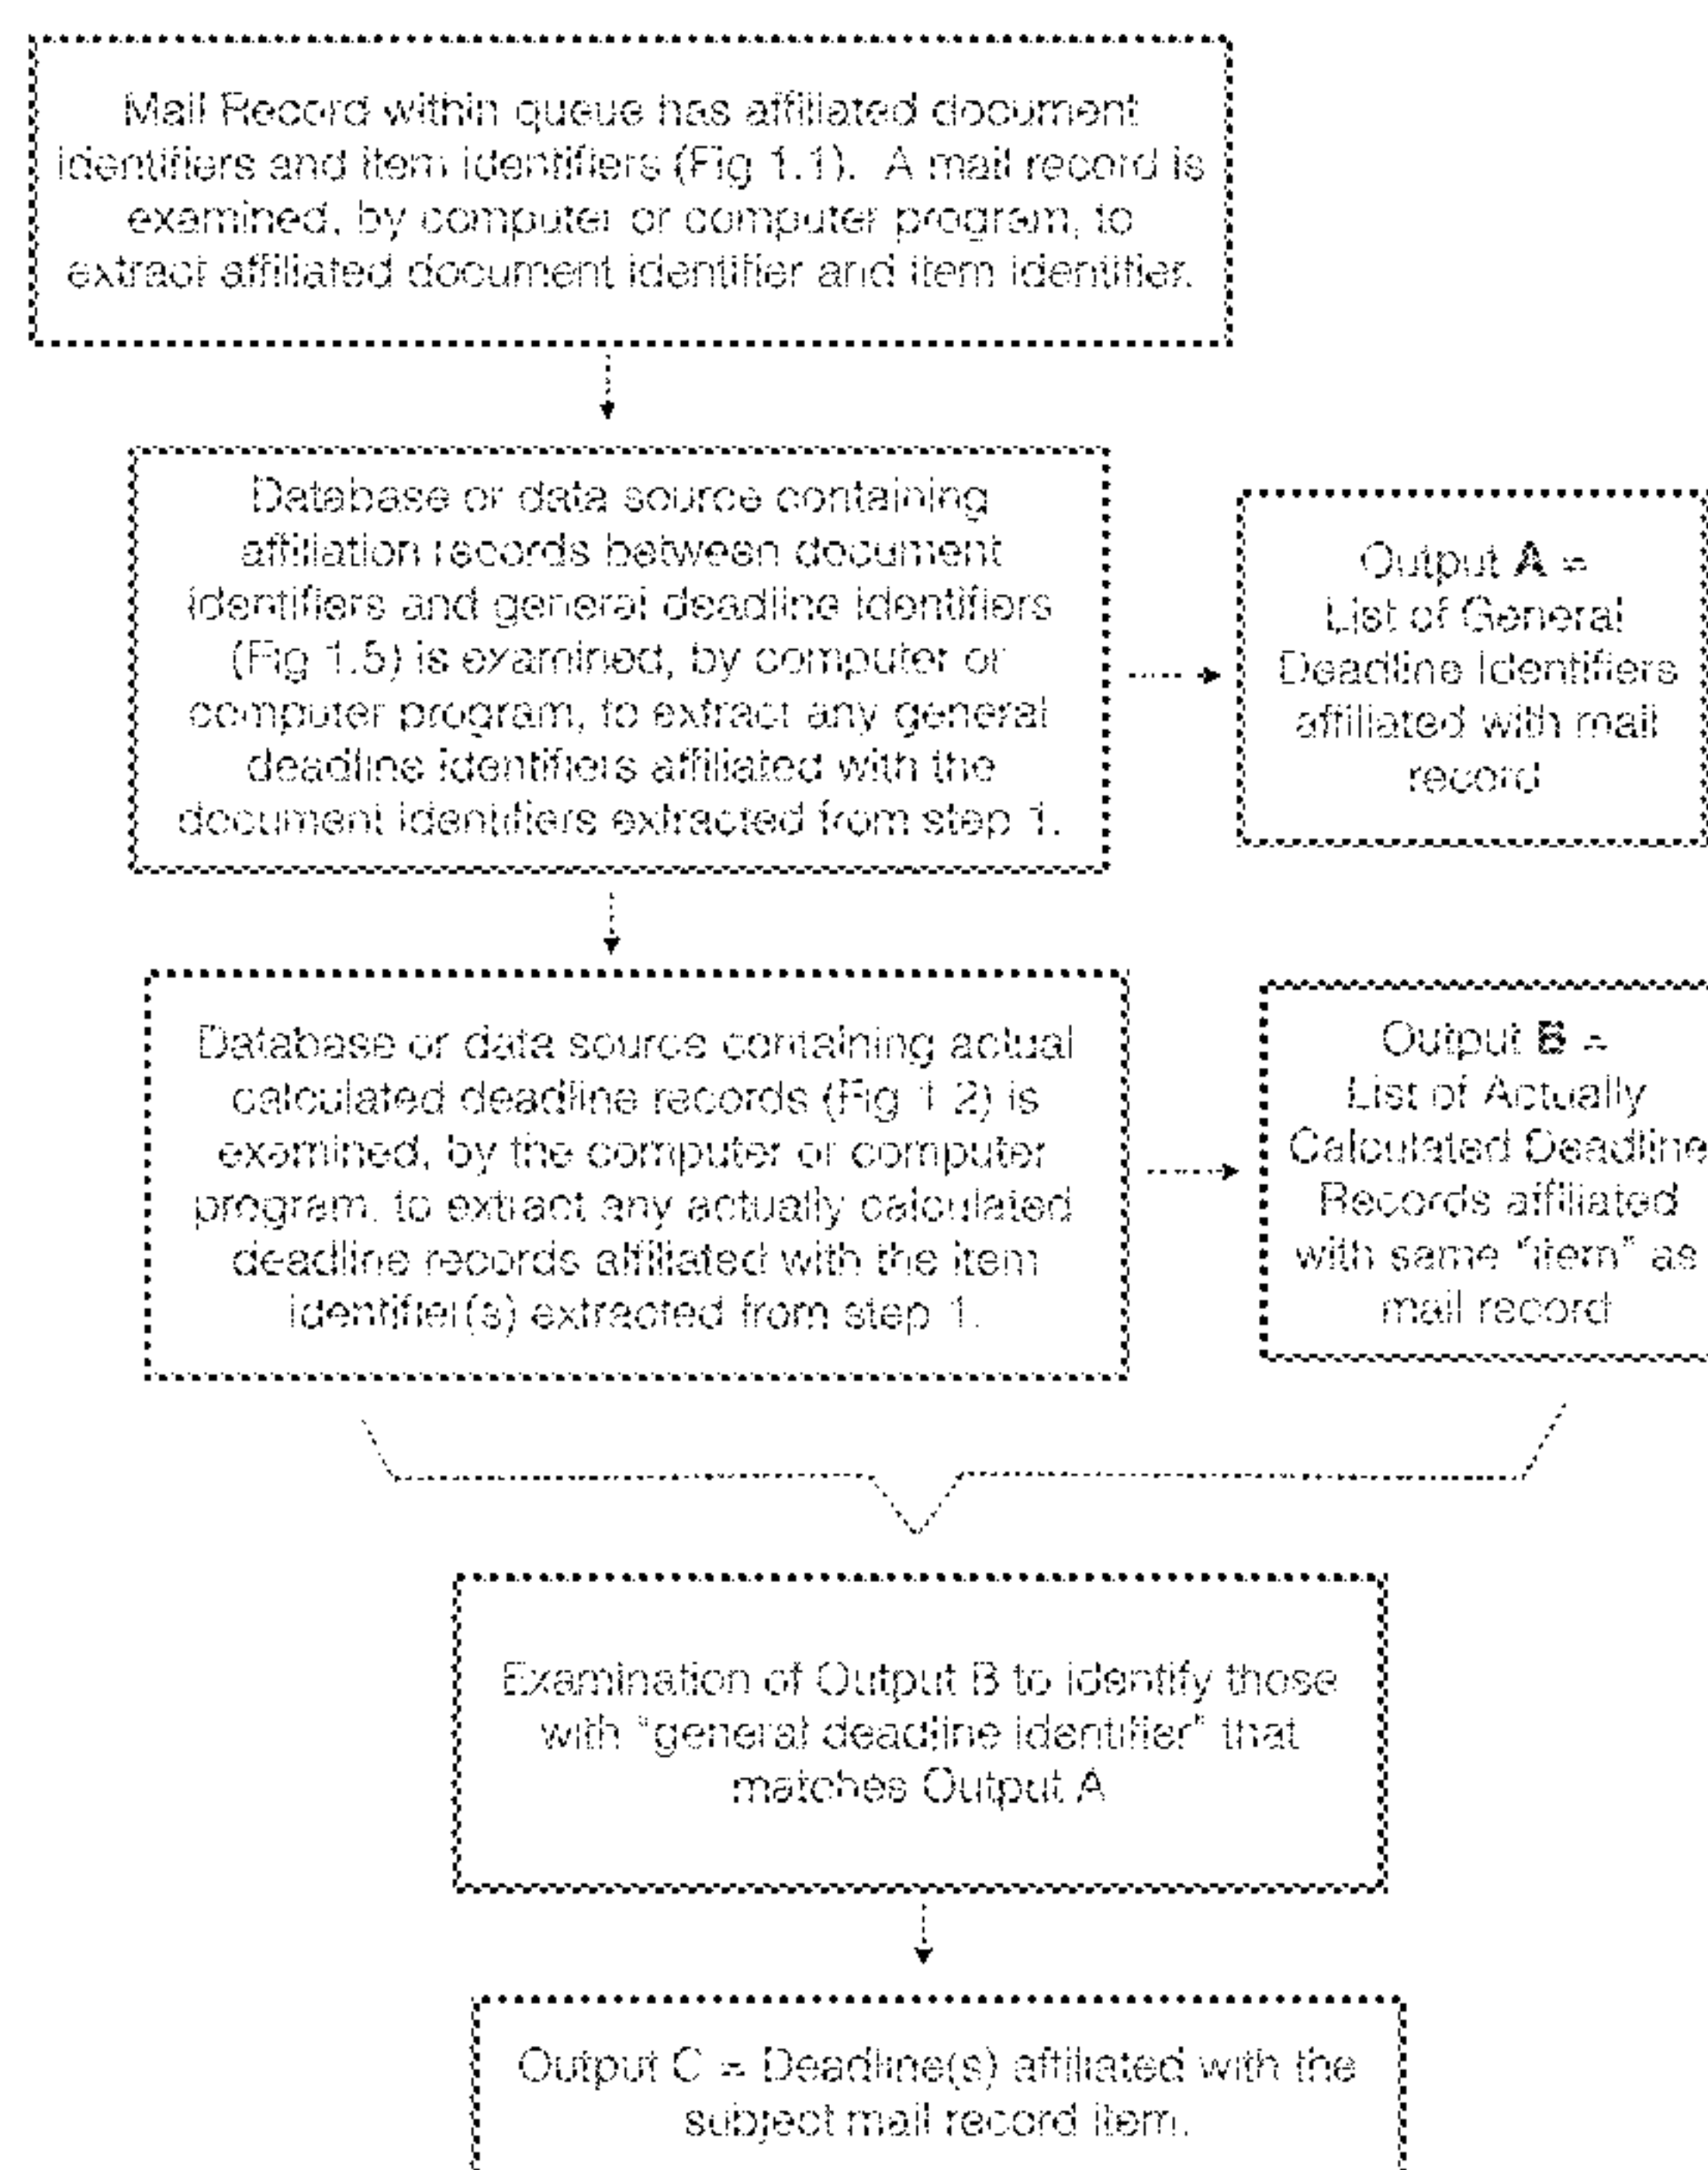 Mail Record within queue has affiliated document
identifiers and item identifiers (Fig 1.1). A mail record is
examined, by computer or computer program, to
extract affiliated document identifier and item identifier.
Database or data source containing
affiliation records between document
identifiers and general deadline identifiers
(Fig 1.5) is examined, by computer or
computer program, to extract any general
deadline identifiers affiliated with the
document identifiers extracted from step 1.
Output A =
List of General
Deadline Identifiers
affiliated with mail
record
Database or data source containing actual
calculated deadline records (Fig 1.2) is
examined, by the computer or computer
program, to extract any actually calculated
deadline records affiliated with the item
identifier(s) extracted from step 1.
Output B =
List of Actually
Calculated Deadline
Records affiliated
with same "item" as
mail record
Examination of Output B to identify those
with "general deadline identifier" that
matches Output A
Output C = Deadline(s) affiliated with the
subject mail record item.